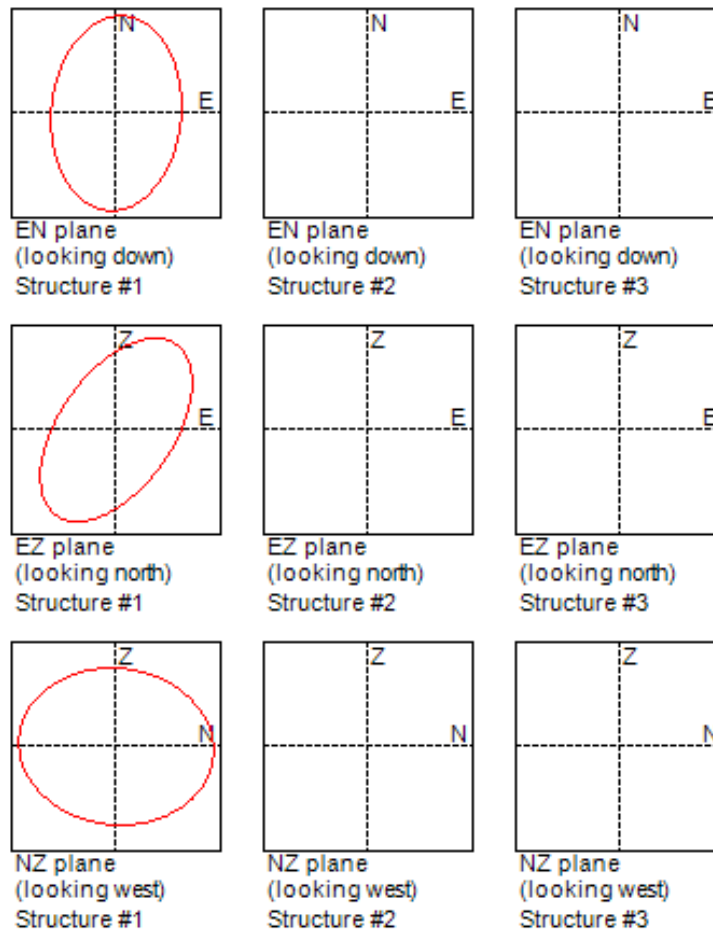 N N N
E E E
EN plane EN plane EN plane
(looking down) (looking down) (looking down)
Structure #1 Structure #2 Structure #3
Z Z Z
E E E
EZ plane EZ plane EZ plane
(looking north) (looking north) (looking north)
Structure #1 Structure #2 Structure #3
Z Z Z
N N N
NZ plane NZ plane NZ plane
(looking west) (looking west) (looking west)
Structure #1 Structure #2 Structure #3